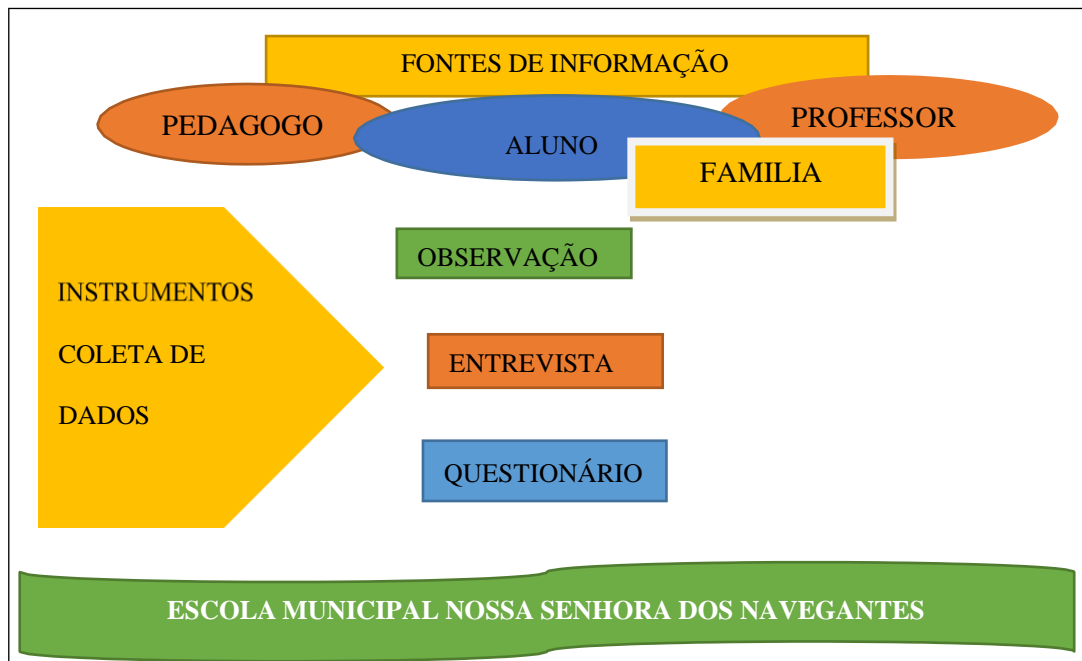 FONTES DE INFORMAÇÃO
PEDAGOGO
ALUNO
PROFESSOR
FAMILIA
INSTRUMENTOS
COLETA DE
DADOS
OBSERVAÇÃO
ENTREVISTA
QUESTIONÁRIO
ESCOLA MUNICIPAL NOSSA SENHORA DOS NAVEGANTES